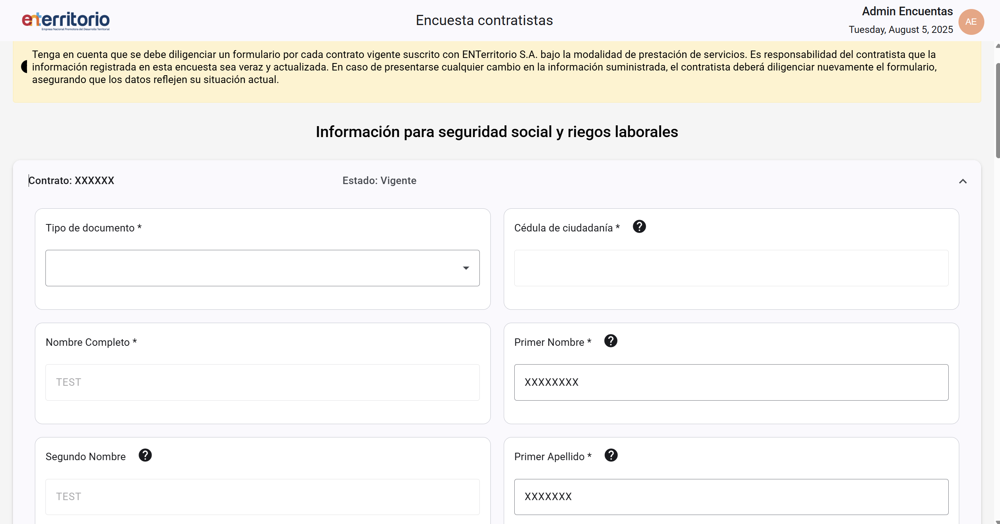 enterritorio
Empresa Nacional Promotora del Desarrollo Territorial
Encuesta contratistas
Admin Encuentas
Tuesday, August 5, 2025
AE
Tenga en cuenta que se debe diligenciar un formulario por cada contrato vigente suscrito con ENTerritorio S.A. bajo la modalidad de prestación de servicios. Es responsabilidad del contratista que la
información registrada en esta encuesta sea veraz y actualizada. En caso de presentarse cualquier cambio en la información suministrada, el contratista deberá diligenciar nuevamente el formulario,
asegurando que los datos reflejen su situación actual.
Información para seguridad social y riegos laborales
Contrato: XXXXXX
Estado: Vigente
Tipo de documento *
Cédula de ciudadanía *
?
Nombre Completo *
TEST
Primer Nombre *
?
XXXXXXXX
Segundo Nombre
?
TEST
Primer Apellido *
?
XXXXXXX